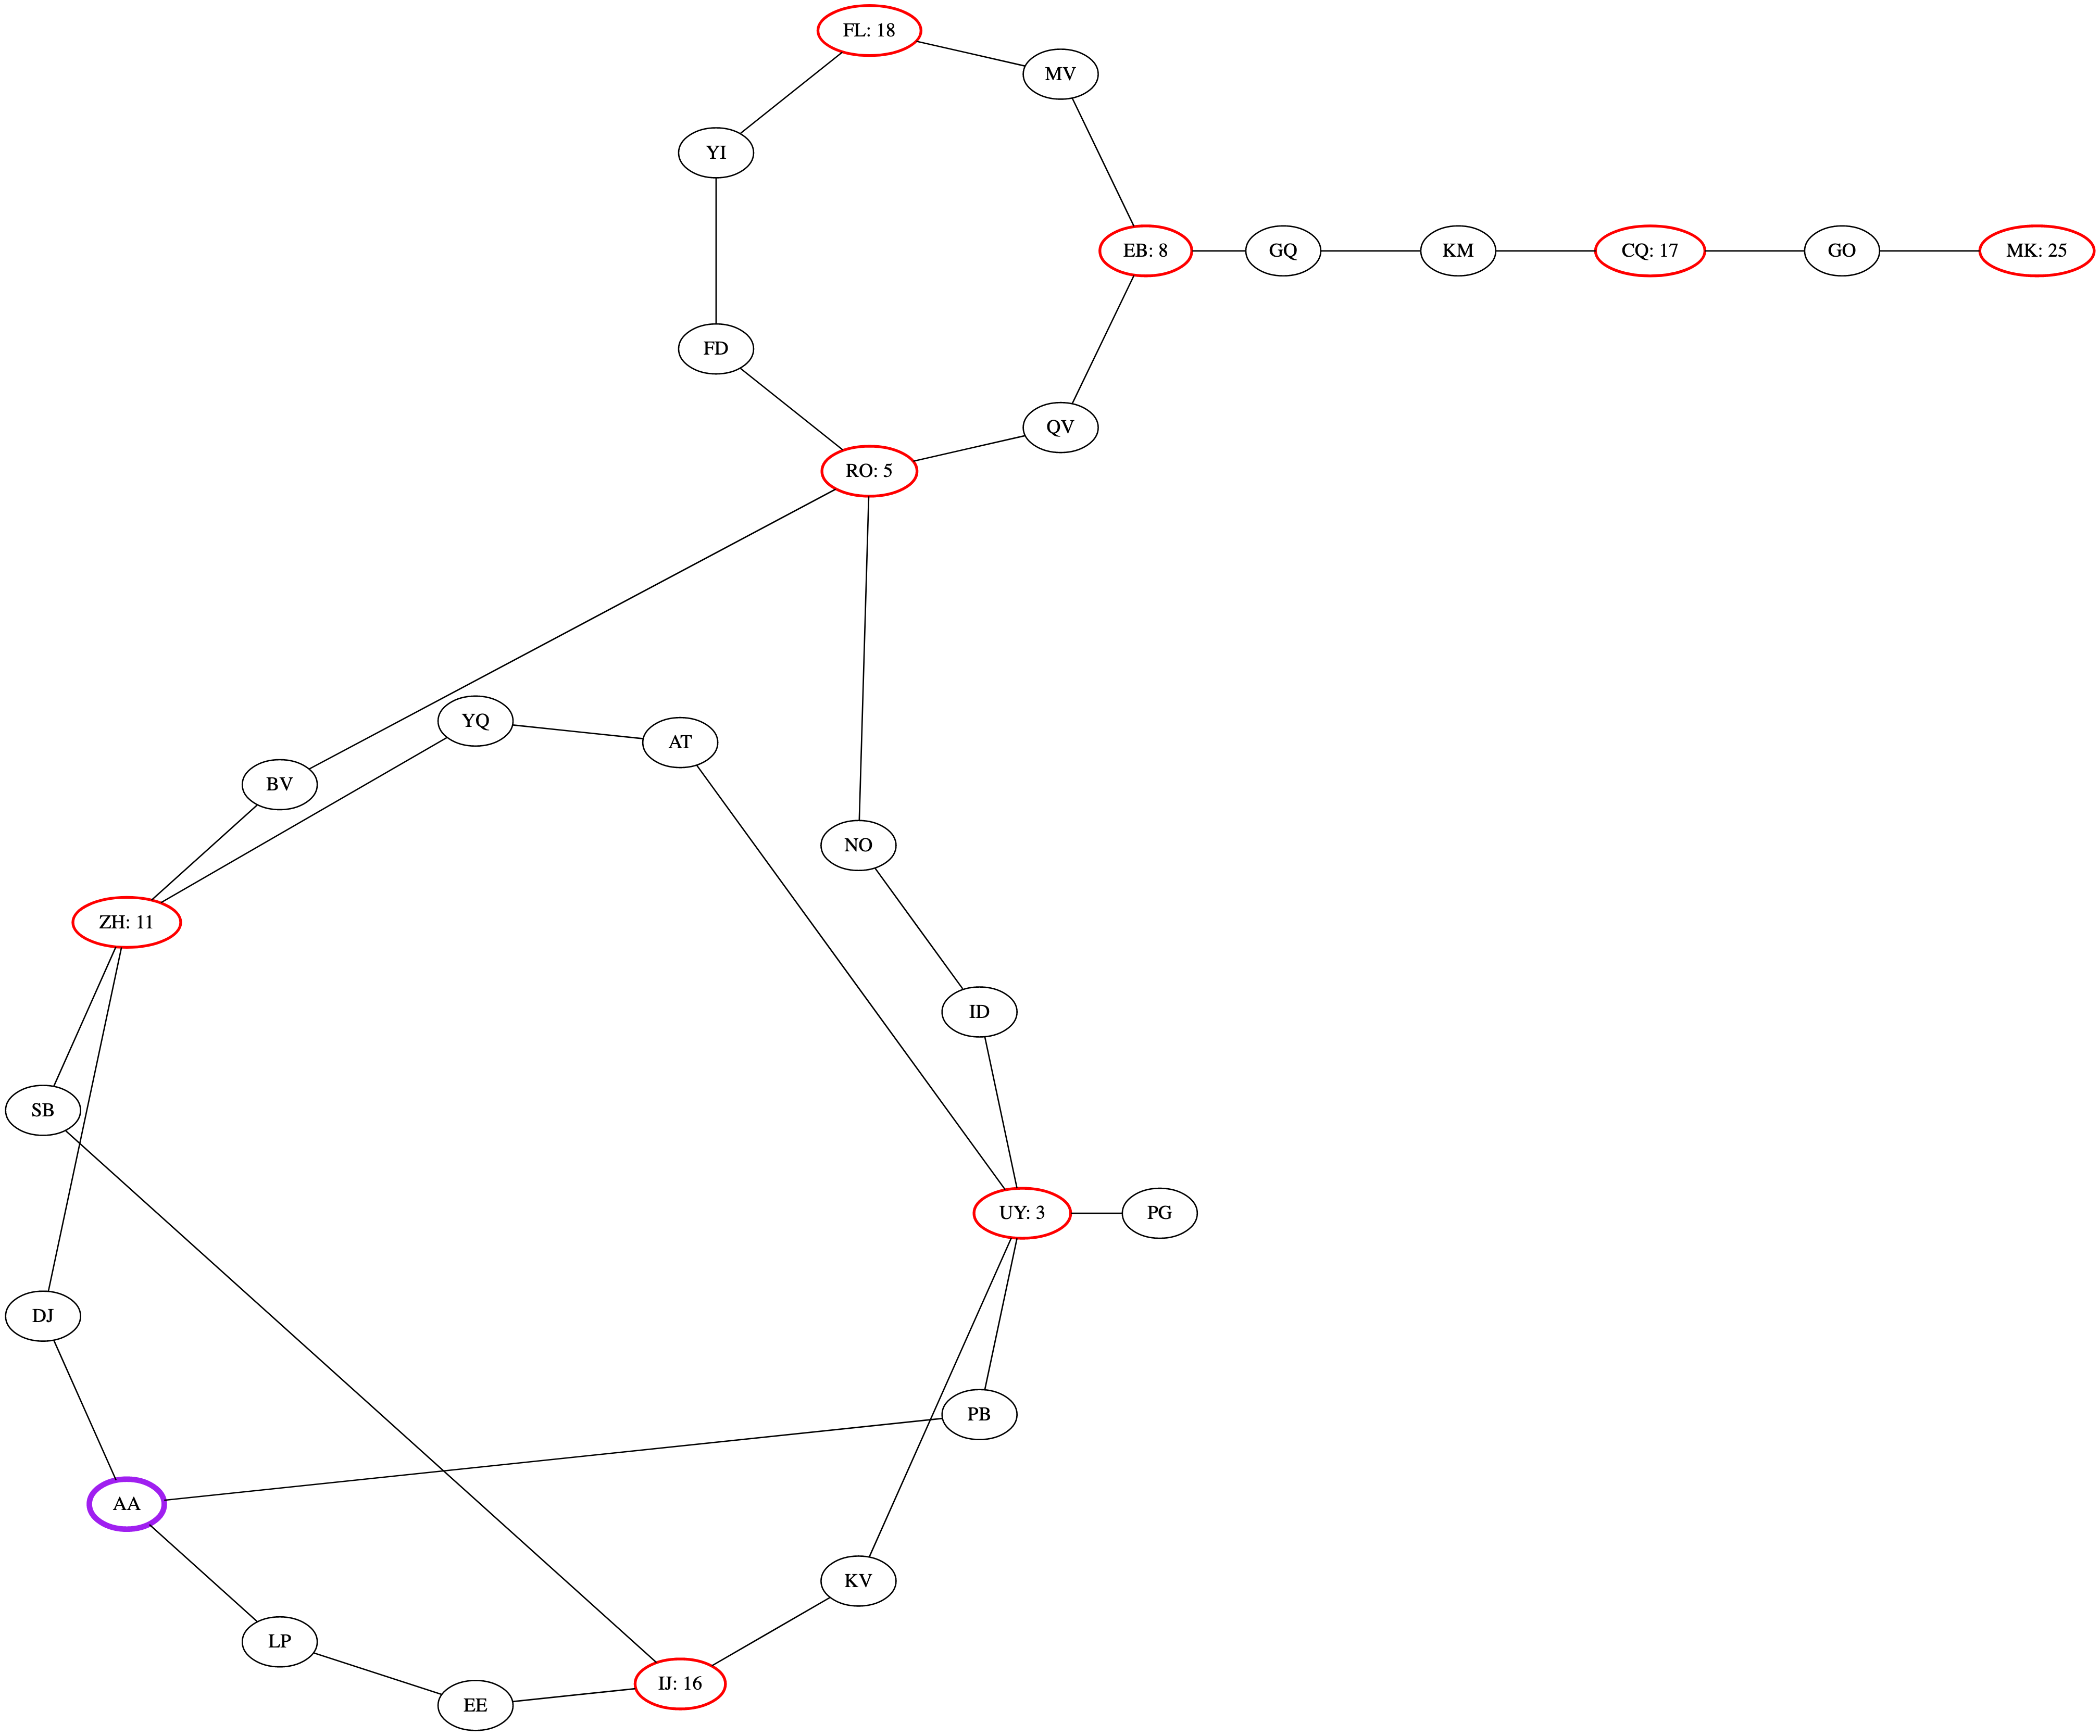 FL: 18
MV
YI
EB: 8
GQ
KM
CQ: 17
GO
MK: 25
FD
QV
RO: 5
YQ
AT
BV
NO
ZH: 11
ID
SB
UY: 3
PG
DJ
PB
AA
KV
LP
IJ: 16
EE